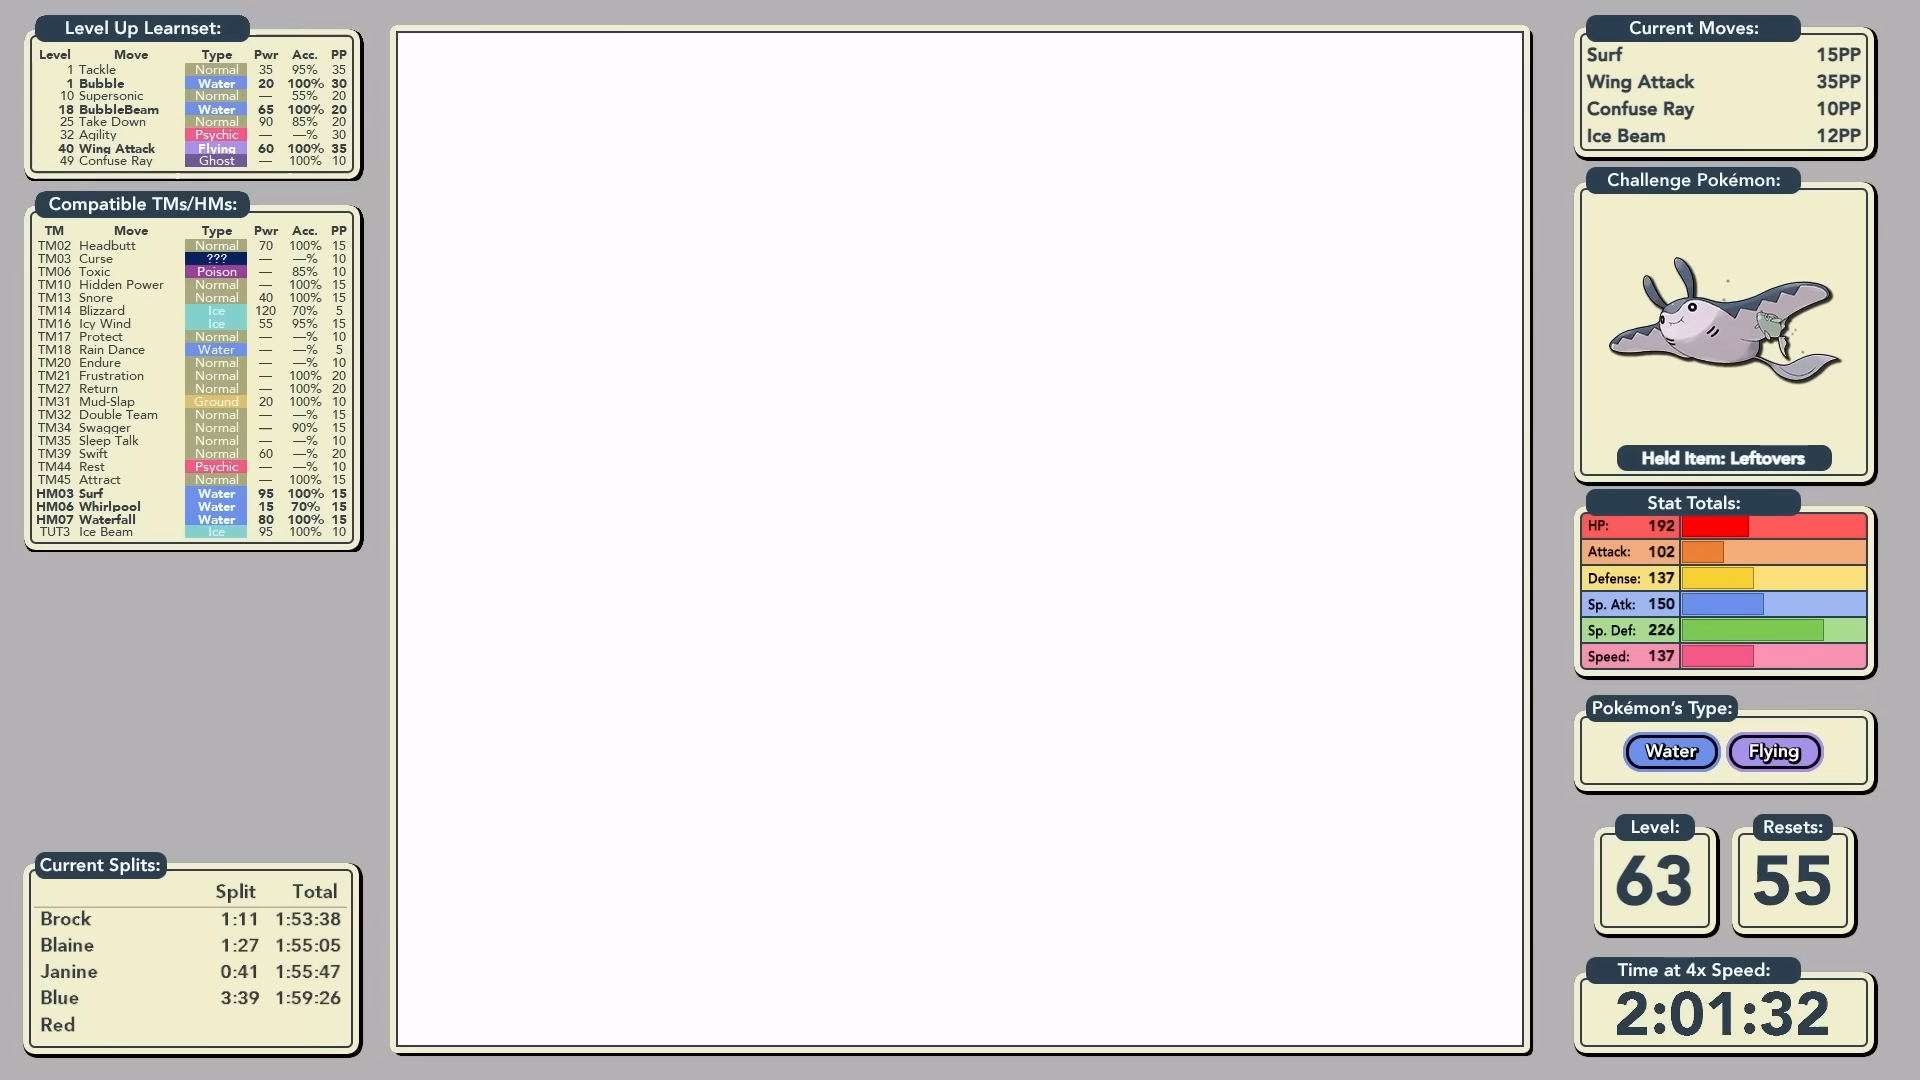 Level Up Learnset:
Level Move Type Pwr Acc. PP
1 Tackle Normal 35 95% 35
1 Bubble Water 20 100% 30
10 Supersonic Normal — 55% 20
18 BubbleBeam Water 65 100% 20
25 Take Down Normal 90 85% 20
32 Agility Psychic — —% 30
40 Wing Attack Flying 60 100% 35
49 Confuse Ray Ghost — 100% 10
Compatible TMs/HMs:
TM Move Type Pwr Acc. PP
TM02 Headbutt Normal 70 100% 15
TM03 Curse ??? — —% 10
TM06 Toxic Poison — 85% 10
TM10 Hidden Power Normal — 100% 15
TM13 Snore Normal 40 100% 15
TM14 Blizzard Ice 120 70% 5
TM16 Icy Wind Ice 55 95% 15
TM17 Protect Normal — —% 10
TM18 Rain Dance Water — —% 5
TM20 Endure Normal — —% 10
TM21 Frustration Normal — 100% 20
TM27 Return Normal — 100% 20
TM31 Mud-Slap Ground 20 100% 10
TM32 Double Team Normal — —% 15
TM34 Swagger Normal — 90% 15
TM35 Sleep Talk Normal — —% 10
TM39 Swift Normal 60 —% 20
TM44 Rest Psychic — —% 10
TM45 Attract Normal — 100% 15
HM03 Surf Water 95 100% 15
HM06 Whirlpool Water 15 70% 15
HM07 Waterfall Water 80 100% 15
TUT3 Ice Beam Ice 95 100% 10
Current Splits:
Split Total
Brock 1:11 1:53:38
Blaine 1:27 1:55:05
Janine 0:41 1:55:47
Blue 3:39 1:59:26
Red
Current Moves:
Surf 15PP
Wing Attack 35PP
Confuse Ray 10PP
Ice Beam 12PP
Challenge Pokémon:
Held Item: Leftovers
Stat Totals:
HP: 192
Attack: 102
Defense: 137
Sp. Atk: 150
Sp. Def: 226
Speed: 137
Pokémon's Type:
Water Flying
Level: Resets:
63 55
Time at 4x Speed:
2:01:32